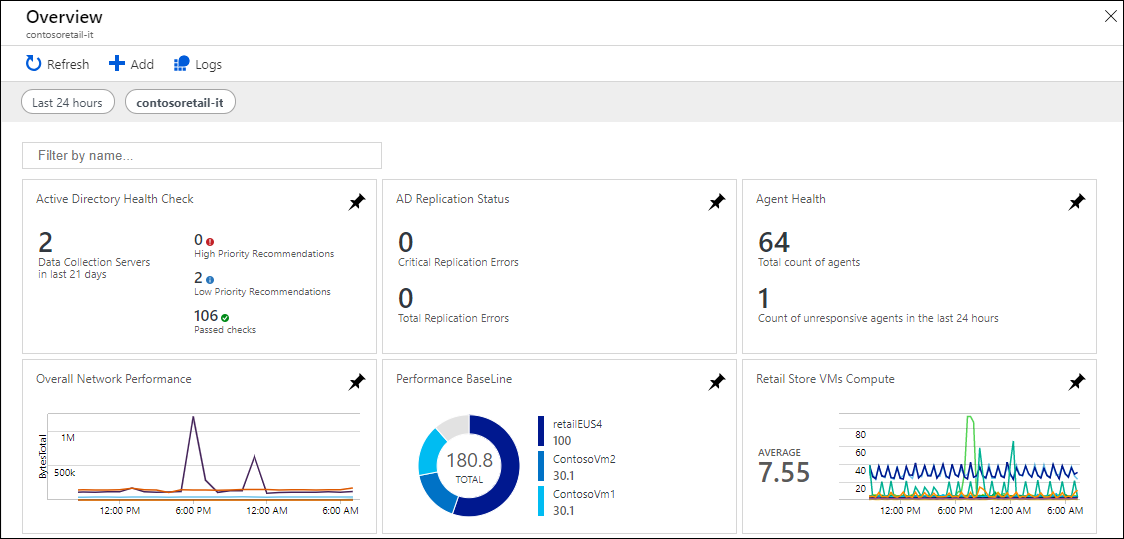 Overview
contosoretail-it
Refresh Add Logs
Last 24 hours contosoretail-it
Filter by name...
Active Directory Health Check
2
Data Collection Servers
in last 21 days
0
High Priority Recommendations
2
Low Priority Recommendations
106
Passed checks
AD Replication Status
0
Critical Replication Errors
0
Total Replication Errors
Agent Health
64
Total count of agents
1
Count of unresponsive agents in the last 24 hours
Overall Network Performance
BytesTotal
1M
500k
12:00 PM 6:00 PM 12:00 AM 6:00 AM
Performance BaseLine
180.8
TOTAL
retailEUS4
100
ContosoVm2
30.1
ContosoVm1
30.1
Retail Store VMs Compute
AVERAGE
7.55
80
60
40
20
12:00 PM 6:00 PM 12:00 AM 6:00 AM